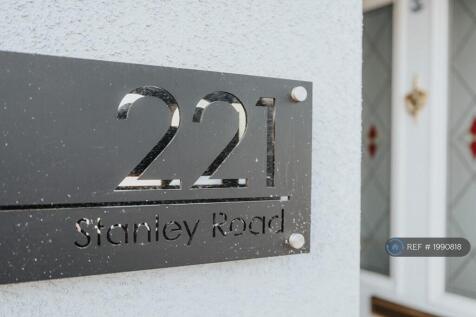 221
Stanley Road
REF # 1990818